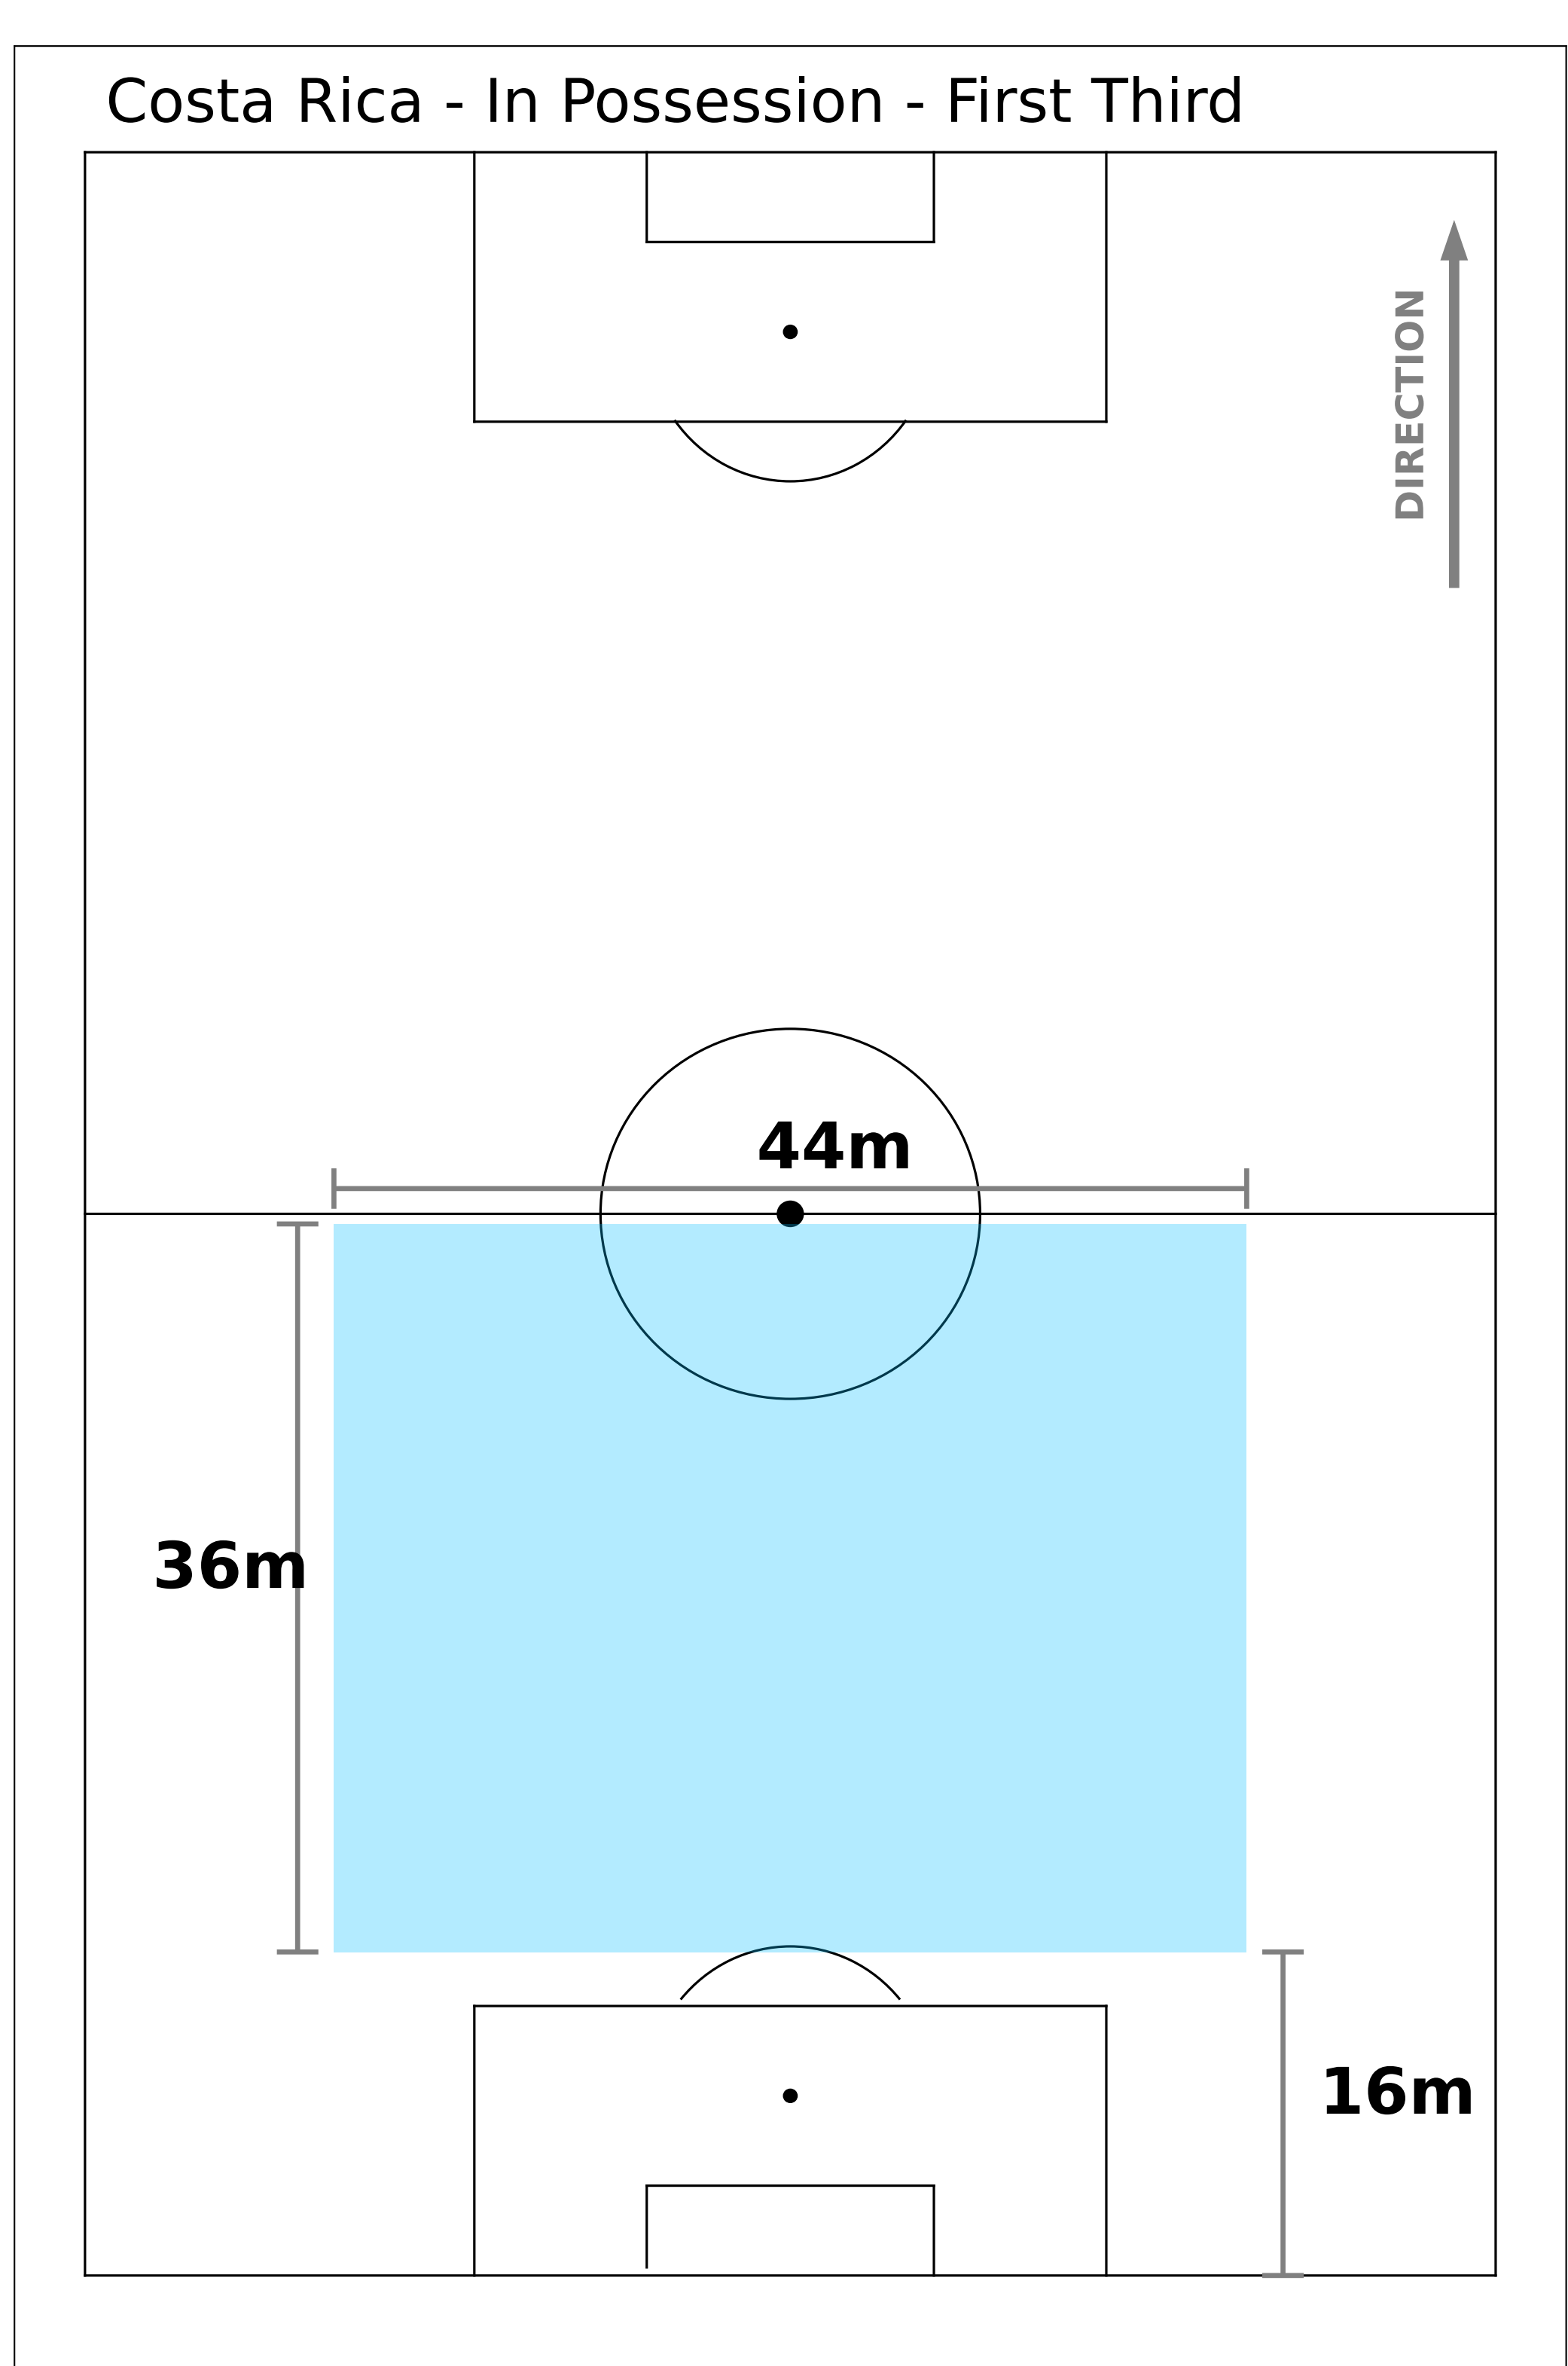 Costa Rica - In Possession - First Third
DIRECTION
44m
36m
16m